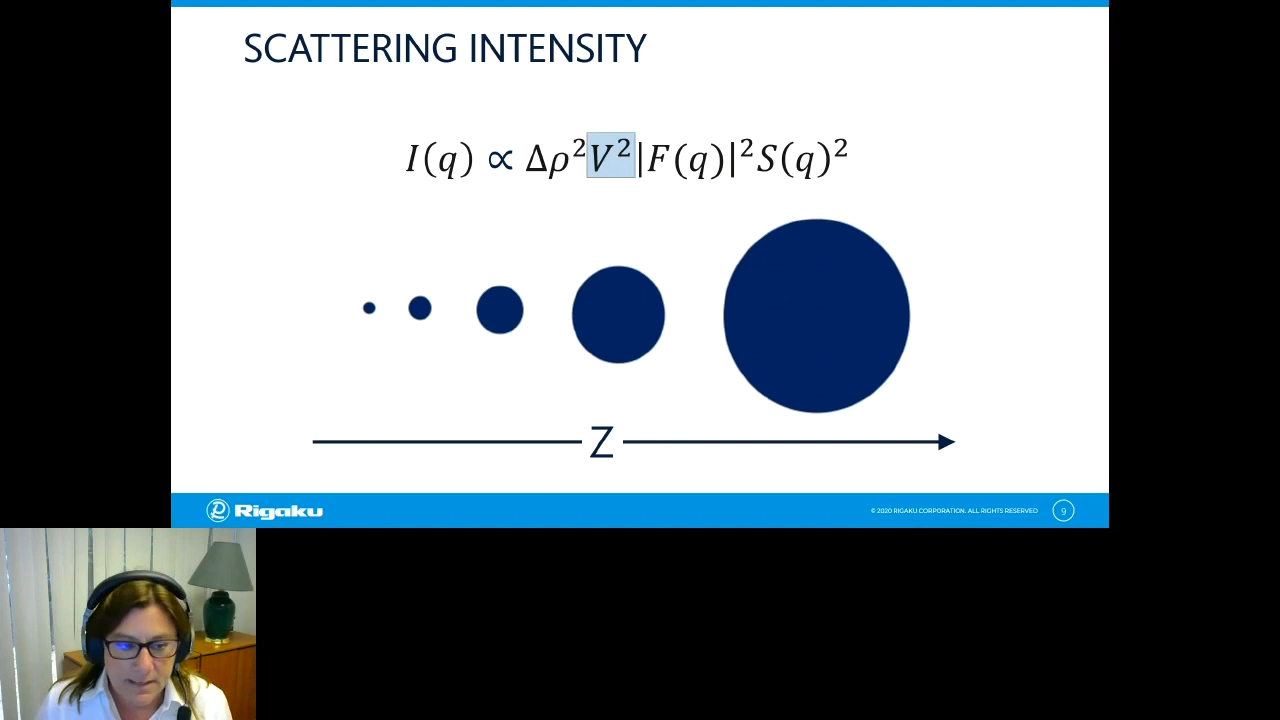 SCATTERING INTENSITY
𝐼(𝑞) ∝ Δ𝜌²𝑉²|𝐹(𝑞)|²𝑆(𝑞)²
Z
Rigaku
© 2020 RIGAKU CORPORATION. ALL RIGHTS RESERVED
9